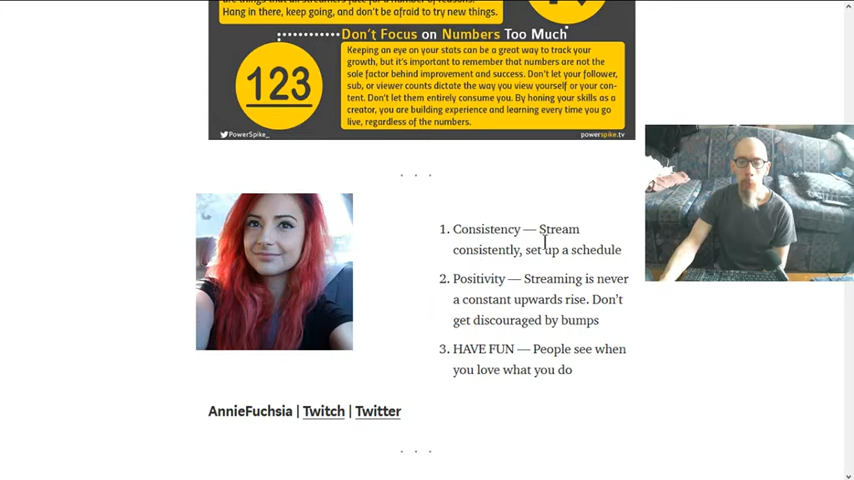 are things that all streamers face for a number of reasons.
Hang in there, keep going, and don't be afraid to try new things.
Don't Focus on Numbers Too Much
Keeping an eye on your stats can be a great way to track your
growth, but it's important to remember that numbers are not the
sole factor behind improvement and success. Don't let your follower,
sub, or viewer counts dictate the way you view yourself or your con-
tent. Don't let them entirely consume you. By honing your skills as a
creator, you are building experience and learning every time you go
live, regardless of the numbers.
123
PowerSpike_
powerspike.tv
1. Consistency — Stream
consistently, set up a schedule
2. Positivity — Streaming is never
a constant upwards rise. Don't
get discouraged by bumps
3. HAVE FUN — People see when
you love what you do
AnnieFuchsia | Twitch | Twitter